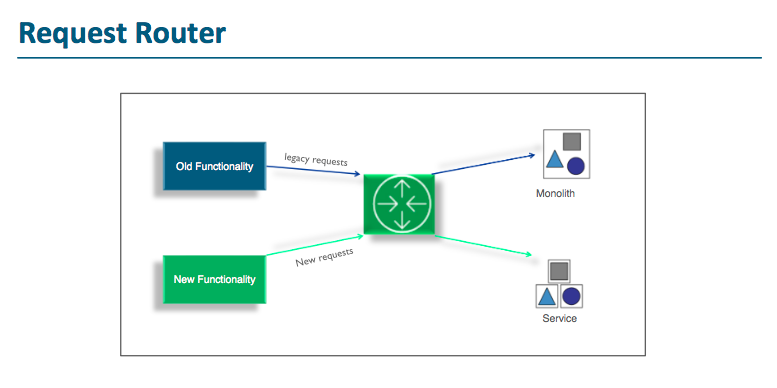 Request Router
Old Functionality
legacy requests
Monolith
New Functionality
New requests
Service